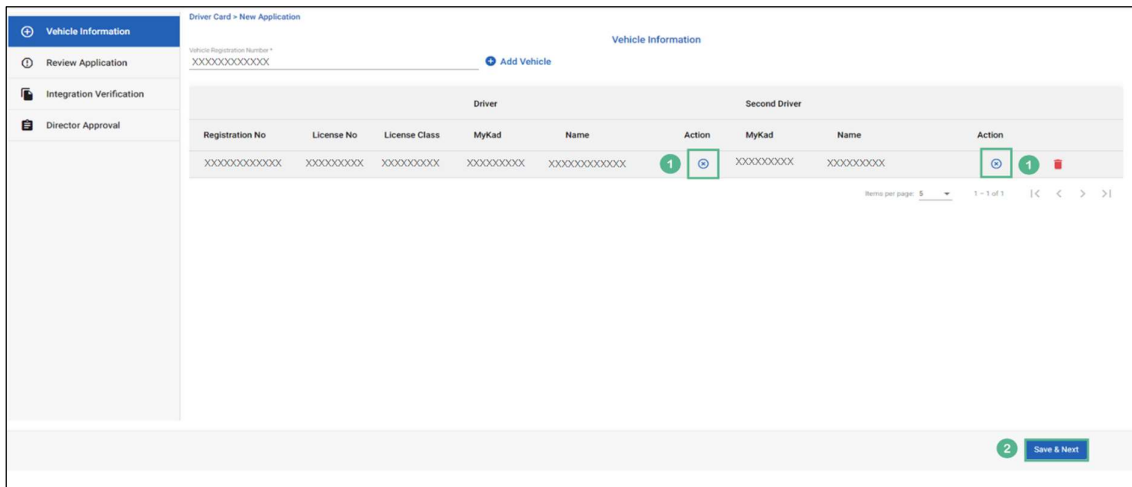 Driver Card > New Application
Vehicle Information
Review Application
Integration Verification
Director Approval
Vehicle Information
Vehicle Registration Number *
XXXXXXXXXXXX
Add Vehicle
Driver Second Driver
Registration No License No License Class MyKad Name Action MyKad Name Action
XXXXXXXXXXXX XXXXXXXXX XXXXXXXXX XXXXXXXXX XXXXXXXXXXXX 1 XXXXXXXXX XXXXXXXXX 1
Items per page: 5 1 – 1 of 1
2 Save & Next